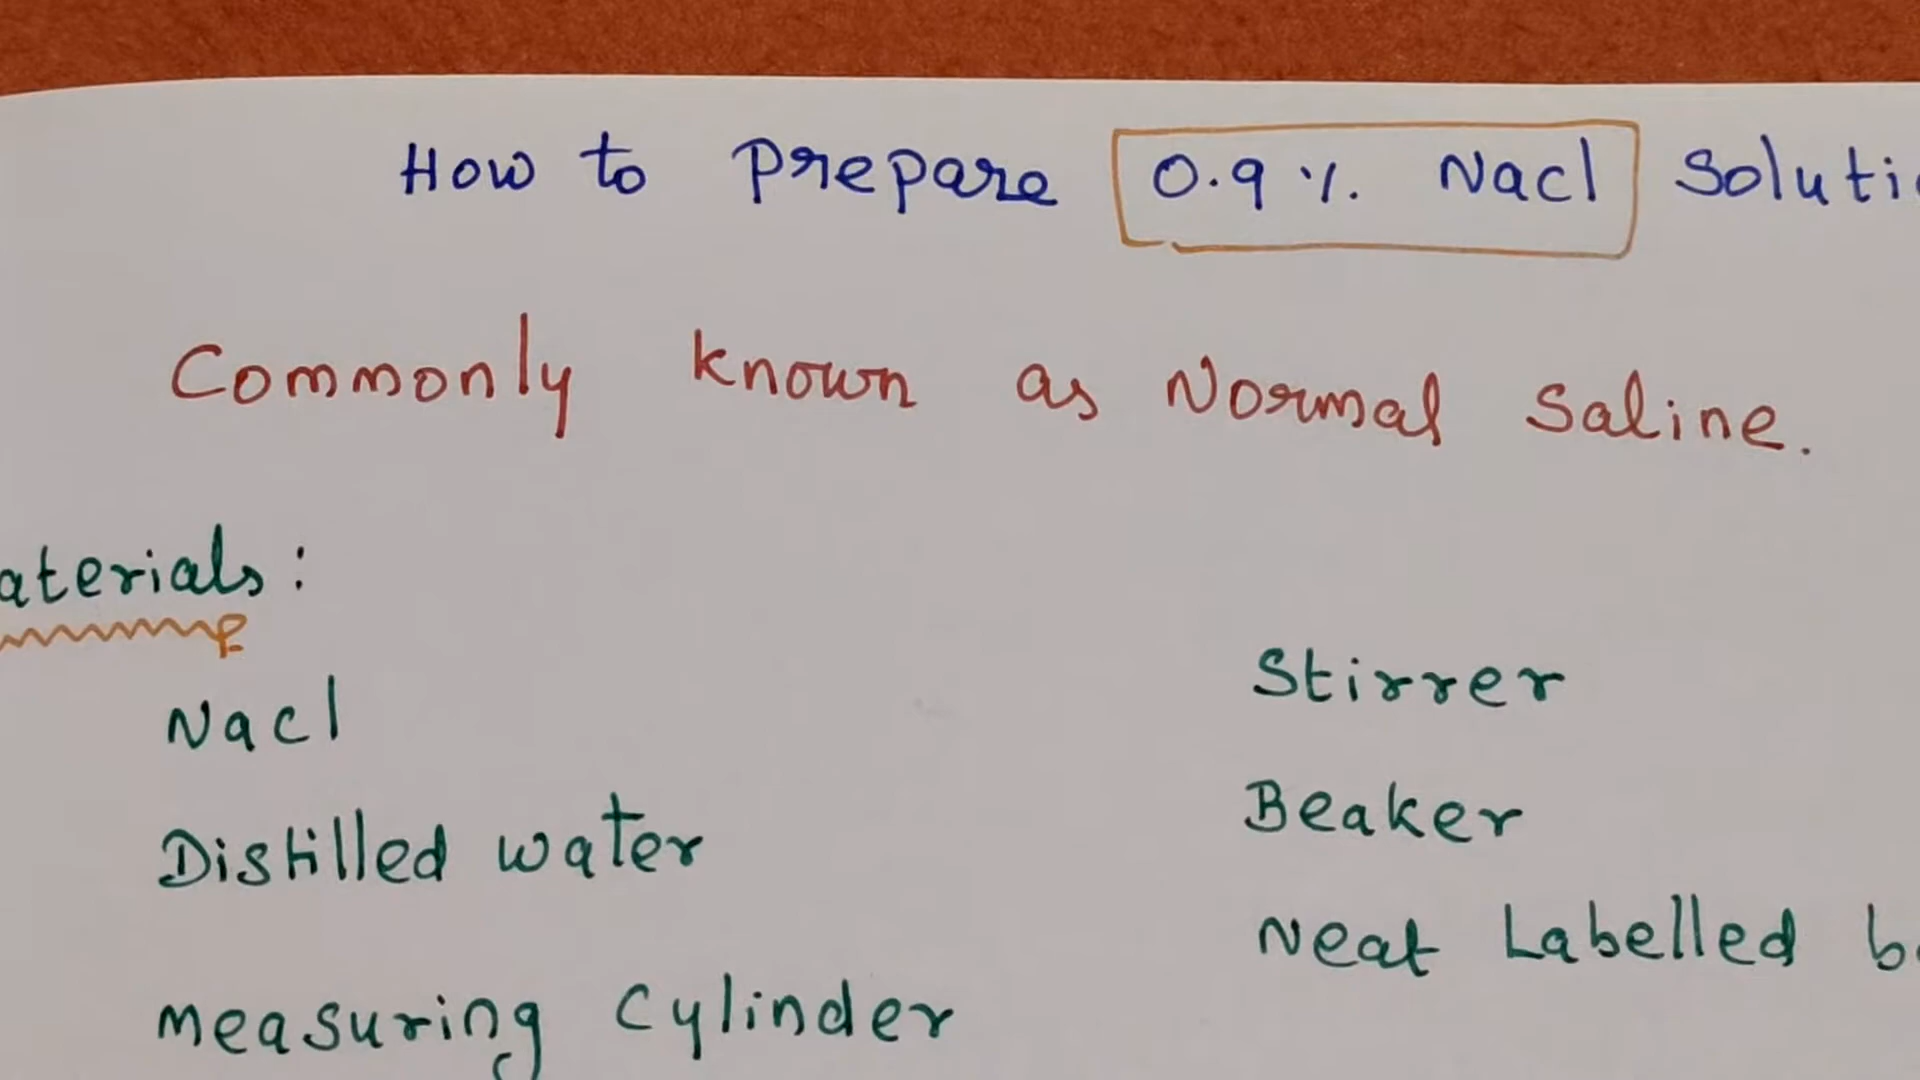 How to prepare 0.9% Nacl Soluti
Commonly known as Normal Saline.
aterials:
Nacl
Distilled water
measuring Cylinder
Stirrer
Beaker
Neat Labelled